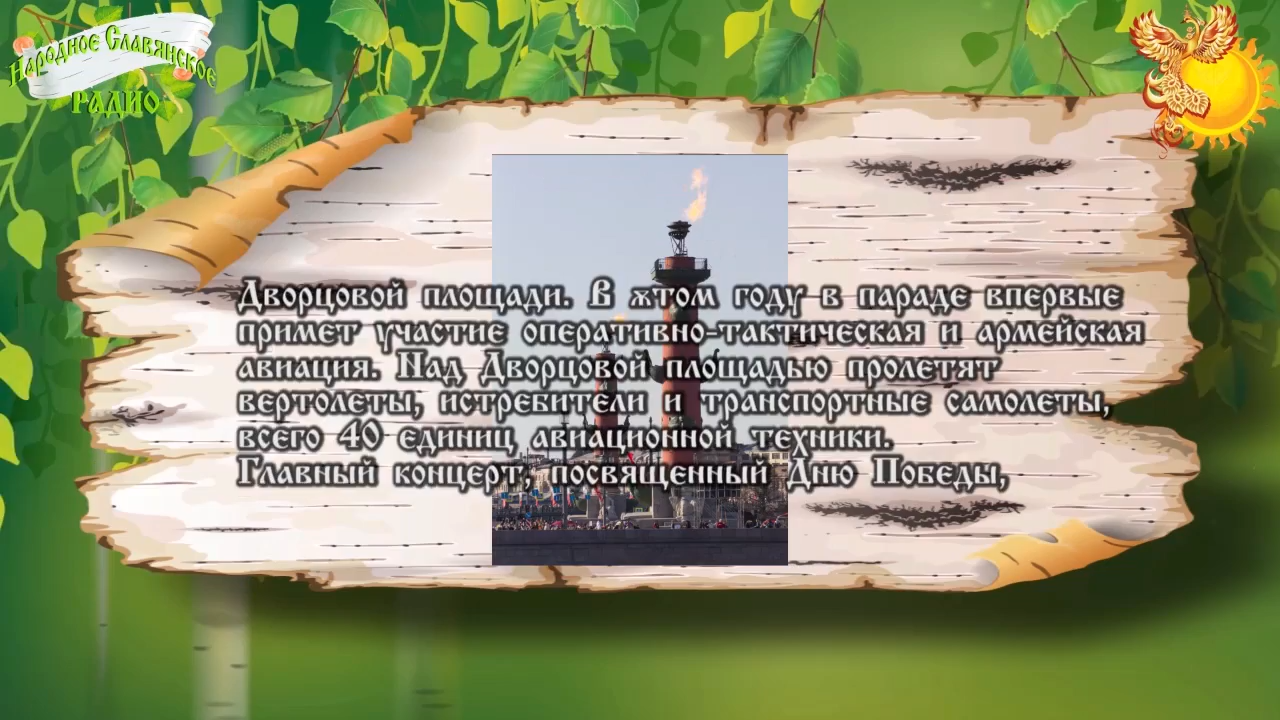 Народное Славянское
РАДИО
Дворцовой площади. В этом году в параде впервые
примет участие оперативно-тактическая и армейская
авиация. Над Дворцовой площадью пролетят
вертолеты, истребители и транспортные самолеты,
всего 40 единиц авиационной техники.
Главный концерт, посвященный Дню Победы,